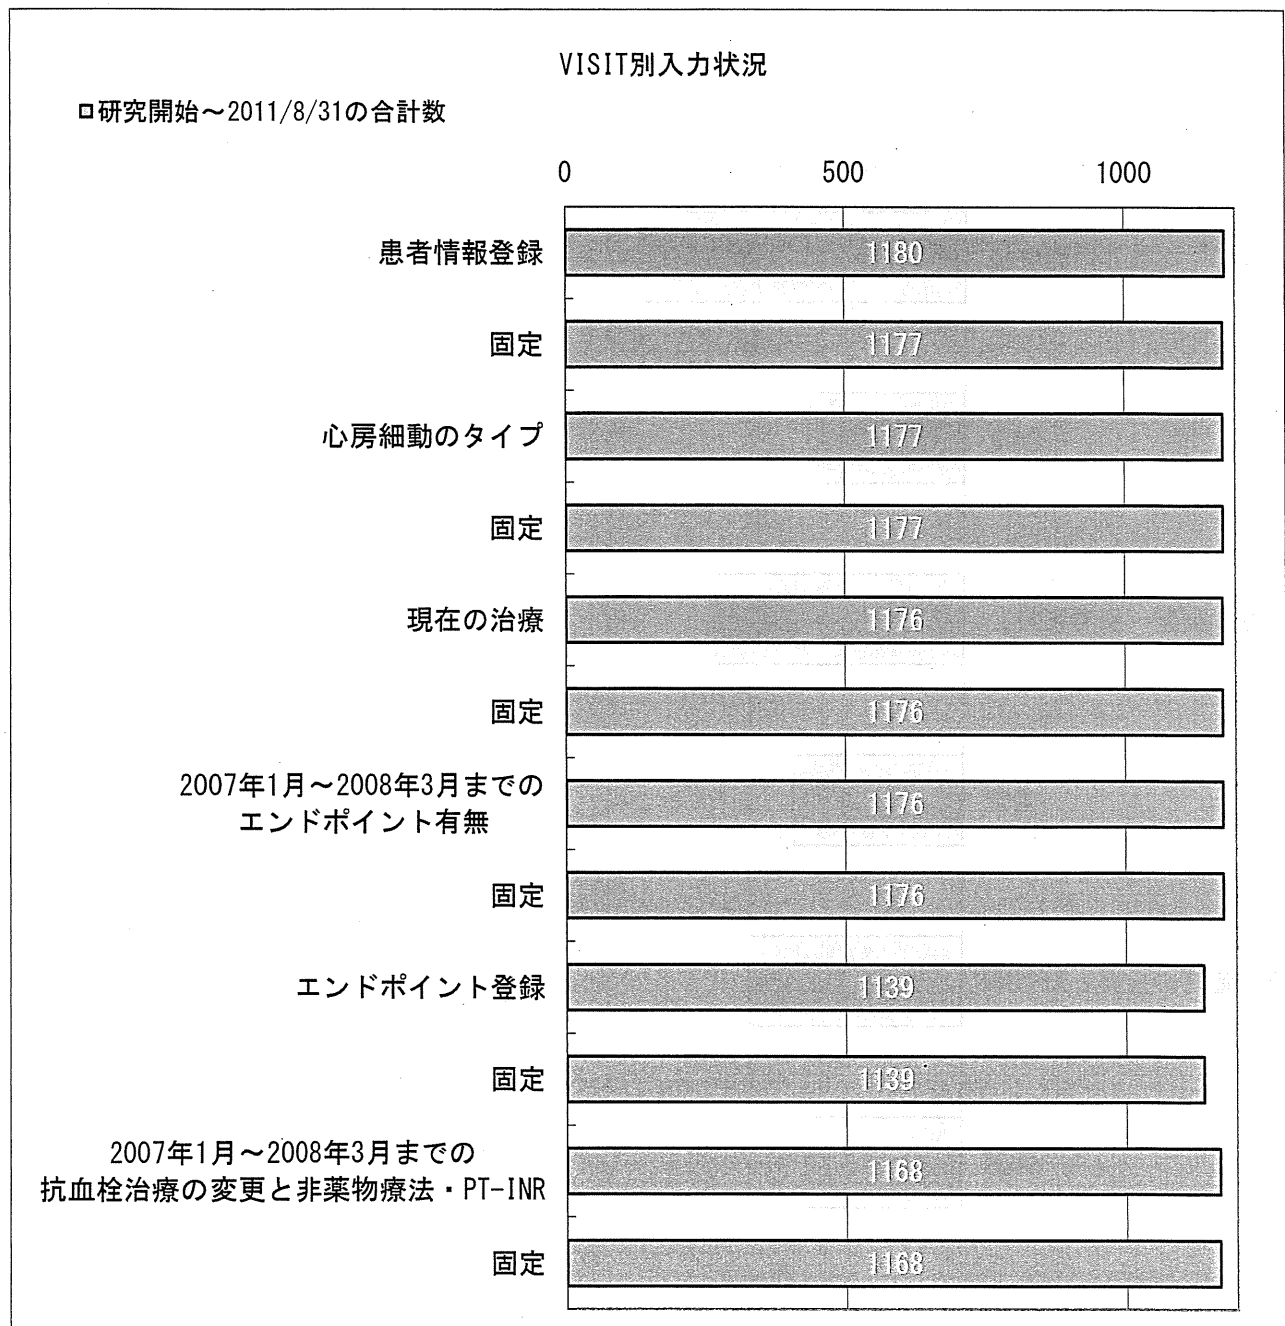 VISIT別入力状況
研究開始～2011/8/31の合計数
0 500 1000
患者情報登録 1180
固定 1177
心房細動のタイプ 1177
固定 1177
現在の治療 1176
固定 1176
2007年1月～2008年3月までの
エンドポイント有無 1176
固定 1176
エンドポイント登録 1139
固定 1139
2007年1月～2008年3月までの
抗血栓治療の変更と非薬物療法・PT-INR 1168
固定 1168